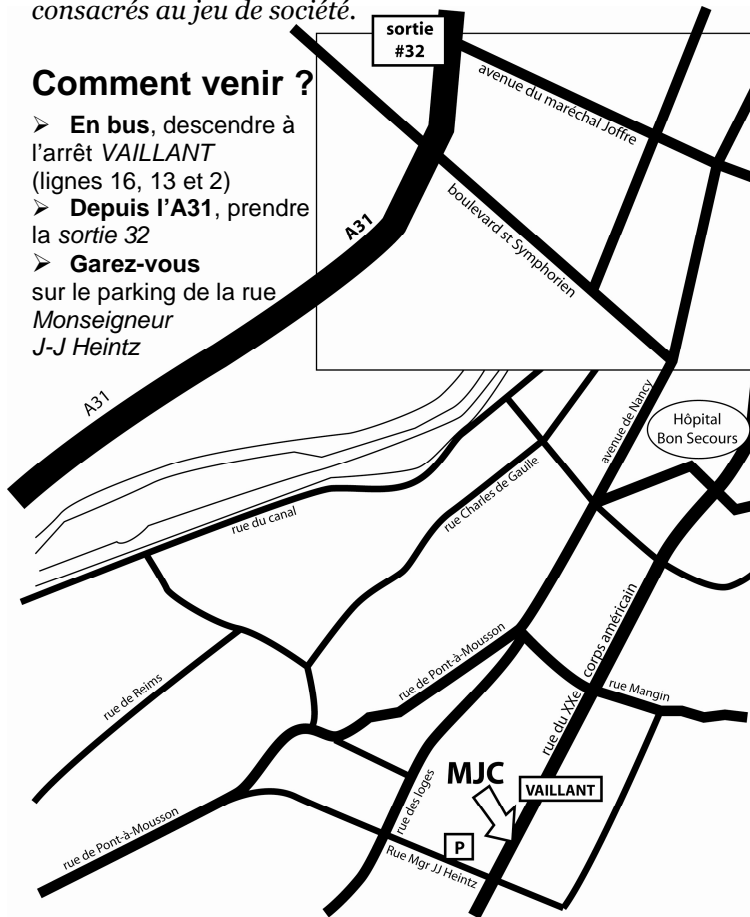 consacrés au jeu de société.
Comment venir ?
➢ En bus, descendre à
l'arrêt VAILLANT
(lignes 16, 13 et 2)
➢ Depuis l'A31, prendre
la sortie 32
➢ Garez-vous
sur le parking de la rue
Monseigneur
J-J Heintz
sortie
#32
avenue du maréchal Joffre
boulevard st Symphorien
A31
A31
avenue de Nancy
Hôpital
Bon Secours
rue du canal
rue Charles de Gaulle
rue de Reims
rue de Pont-à-Mousson
rue du XXe corps américain
rue Mangin
MJC
VAILLANT
rue des loges
rue de Pont-à-Mousson
P
Rue Mgr JJ Heintz